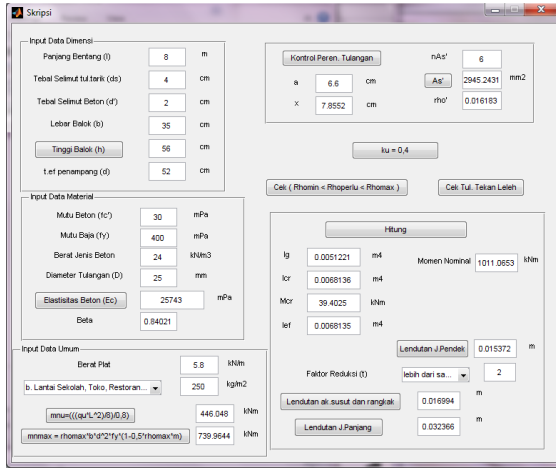 Skripsi
Input Data Dimensi
Panjang Bentang (l) 8 m
Tebal Selimut tul.tarik (ds) 4 cm
Tebal Selimut Beton (d') 2 cm
Lebar Balok (b) 35 cm
Tinggi Balok (h) 56 cm
t.ef penampang (d) 52 cm
Input Data Material
Mutu Beton (fc') 30 mPa
Mutu Baja (fy) 400 mPa
Berat Jenis Beton 24 kN/m3
Diameter Tulangan (D) 25 mm
Elastisitas Beton (Ec) 25743 mPa
Beta 0.84021
Input Data Umum
Berat Plat 5.8 kN/m
b. Lantai Sekolah, Toko, Restoran... 250 kg/m2
mnu=(((qu*L^2)/8)/0,8) 446.048 kNm
mnmax = rhomax*b*d^2*fy*(1-0,5*rhomax*m) 739.9644 kNm
Kontrol Peren. Tulangan
a 6.6 cm
x 7.8552 cm
nAs' 6
As' 2945.2431 mm2
rho' 0.016183
ku = 0,4
Cek ( Rhomin < Rhoperlu < Rhomax )
Cek Tul. Tekan Leleh
Hitung
Ig 0.0051221 m4
Icr 0.0068136 m4
Mcr 39.4025 kNm
Ief 0.0068135 m4
Momen Nominal 1011.0653 kNm
Lendutan J.Pendek 0.015372 m
Faktor Reduksi (t) lebih dari sa... 2
Lendutan ak.susut dan rangkak 0.016994 m
Lendutan J.Panjang 0.032366 m